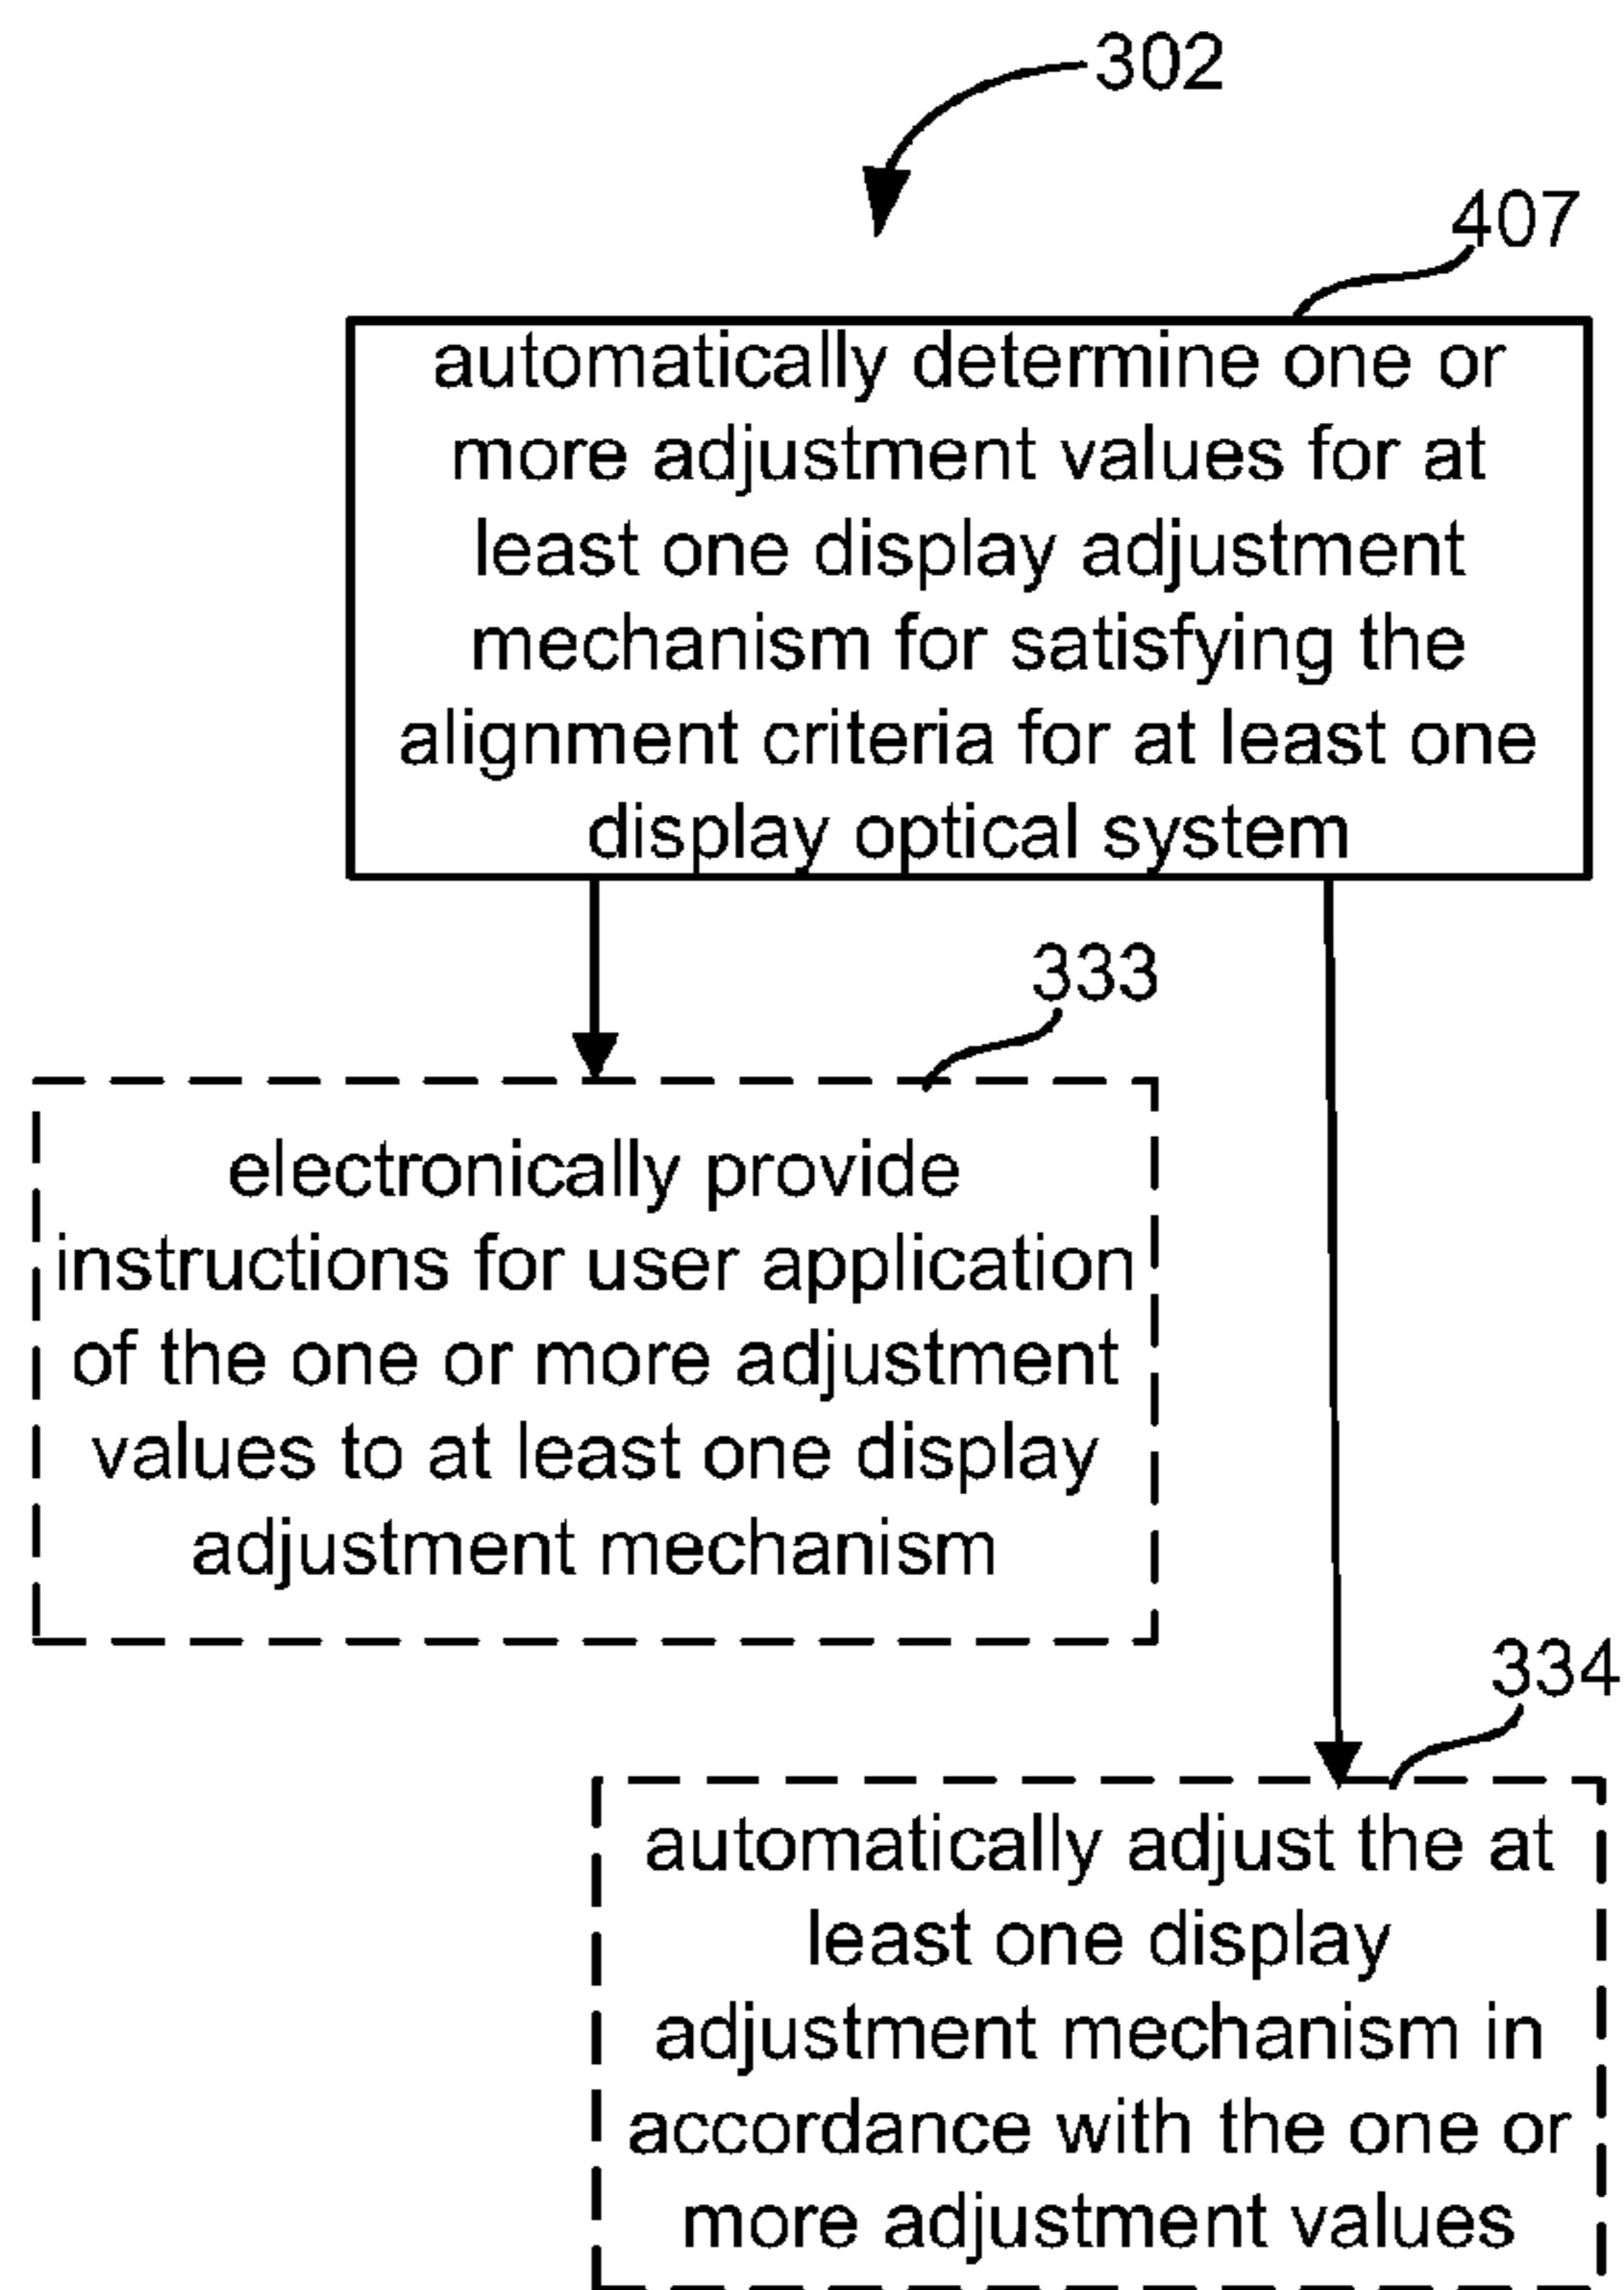 302
407
automatically determine one or
more adjustment values for at
least one display adjustment
mechanism for satisfying the
alignment criteria for at least one
display optical system
333
electronically provide
instructions for user application
of the one or more adjustment
values to at least one display
adjustment mechanism
334
automatically adjust the at
least one display
adjustment mechanism in
accordance with the one or
more adjustment values